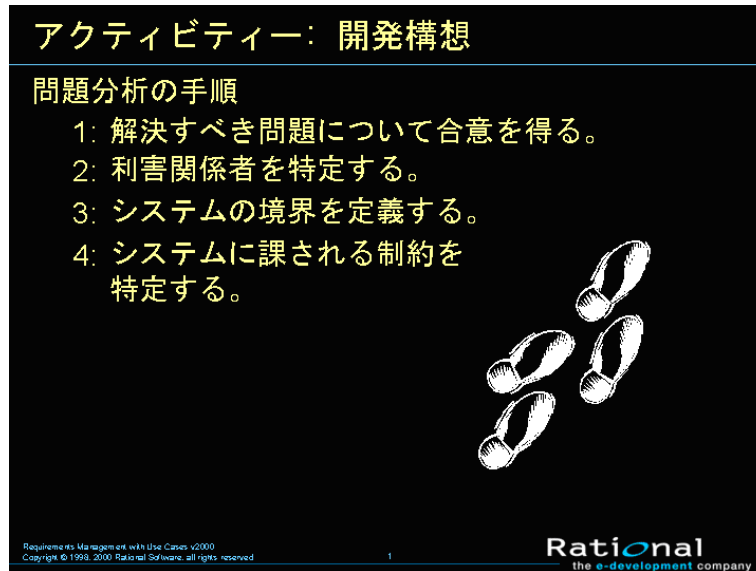 アクティビティー: 開発構想
問題分析の手順
1: 解決すべき問題について合意を得る。
2: 利害関係者を特定する。
3: システムの境界を定義する。
4: システムに課される制約を
特定する。
Requirements Management with Use Cases v2000
Copyright © 1998, 2000 Rational Software, all rights reserved
1
Rational
the e-development company